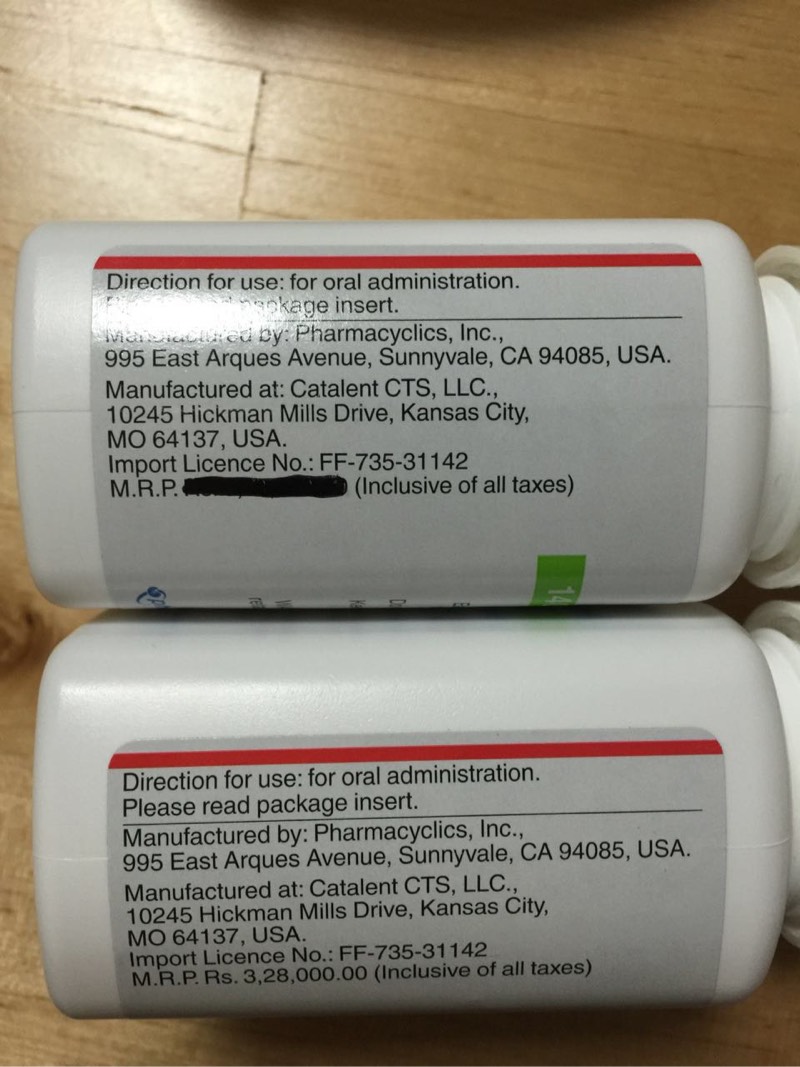 Direction for use: for oral administration.
package insert.
Manufactured by: Pharmacyclics, Inc.,
995 East Arques Avenue, Sunnyvale, CA 94085, USA.
Manufactured at: Catalent CTS, LLC.,
10245 Hickman Mills Drive, Kansas City,
MO 64137, USA.
Import Licence No.: FF-735-31142
M.R.P. (Inclusive of all taxes)
Direction for use: for oral administration.
Please read package insert.
Manufactured by: Pharmacyclics, Inc.,
995 East Arques Avenue, Sunnyvale, CA 94085, USA.
Manufactured at: Catalent CTS, LLC.,
10245 Hickman Mills Drive, Kansas City,
MO 64137, USA.
Import Licence No.: FF-735-31142
M.R.P. Rs. 3,28,000.00 (Inclusive of all taxes)